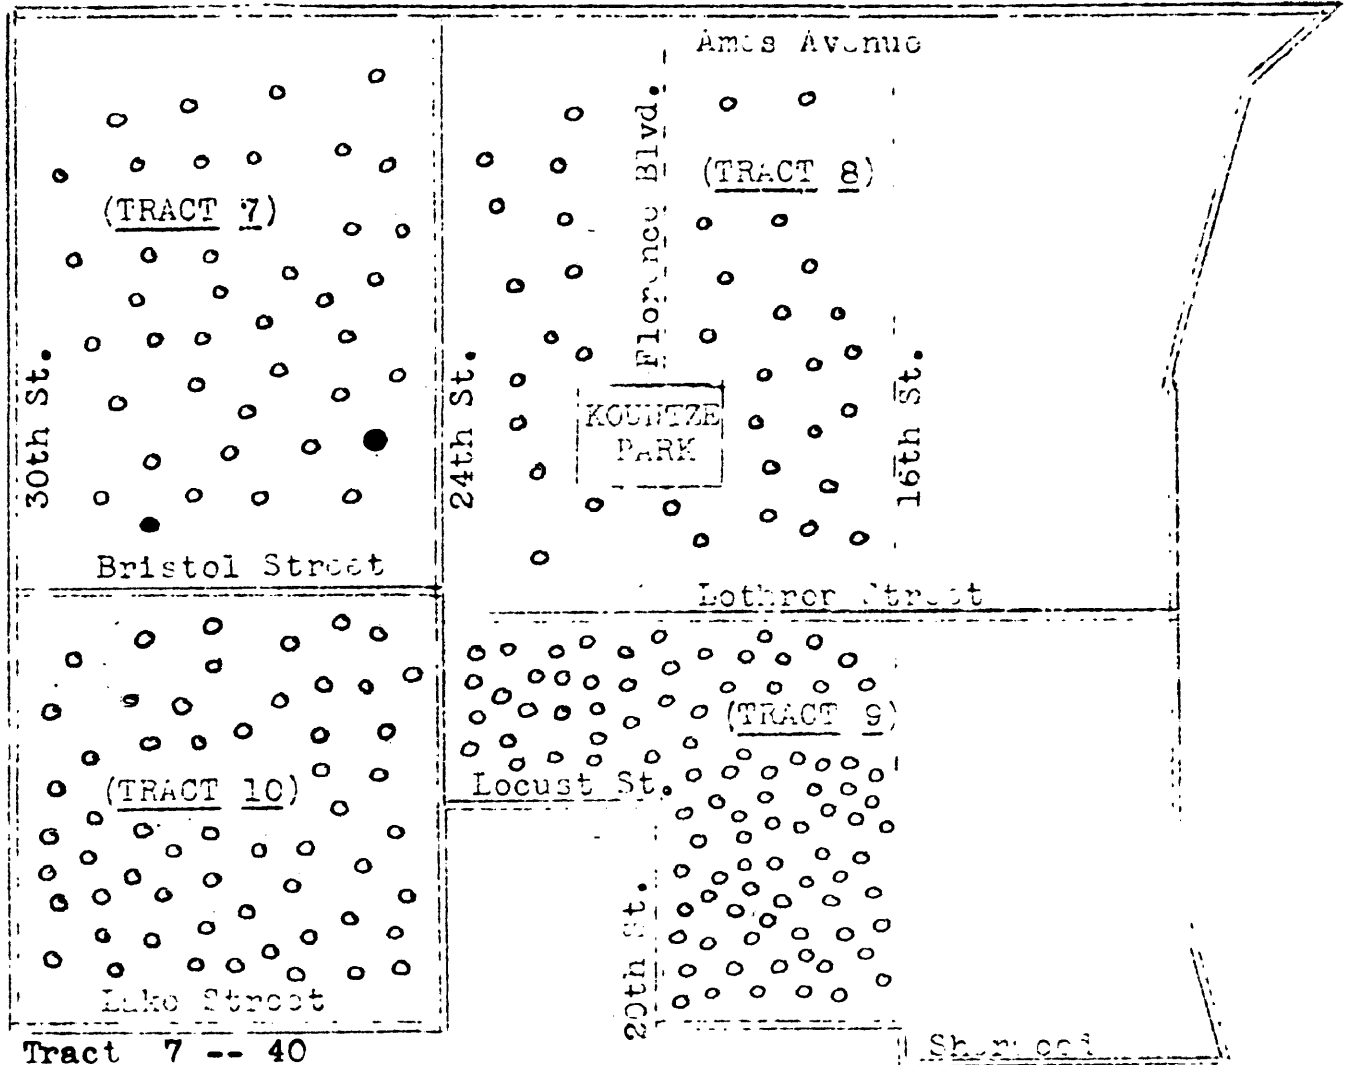 Ames Avenue
Florence Blvd.
(TRACT 8)
(TRACT 7)
30th St.
24th St.
KOUNTZE
PARK
16th St.
Bristol Street
Lothrop Street
(TRACT 9)
(TRACT 10)
Locust St.
20th St.
Lake Street
Sherwood
Tract 7 -- 40